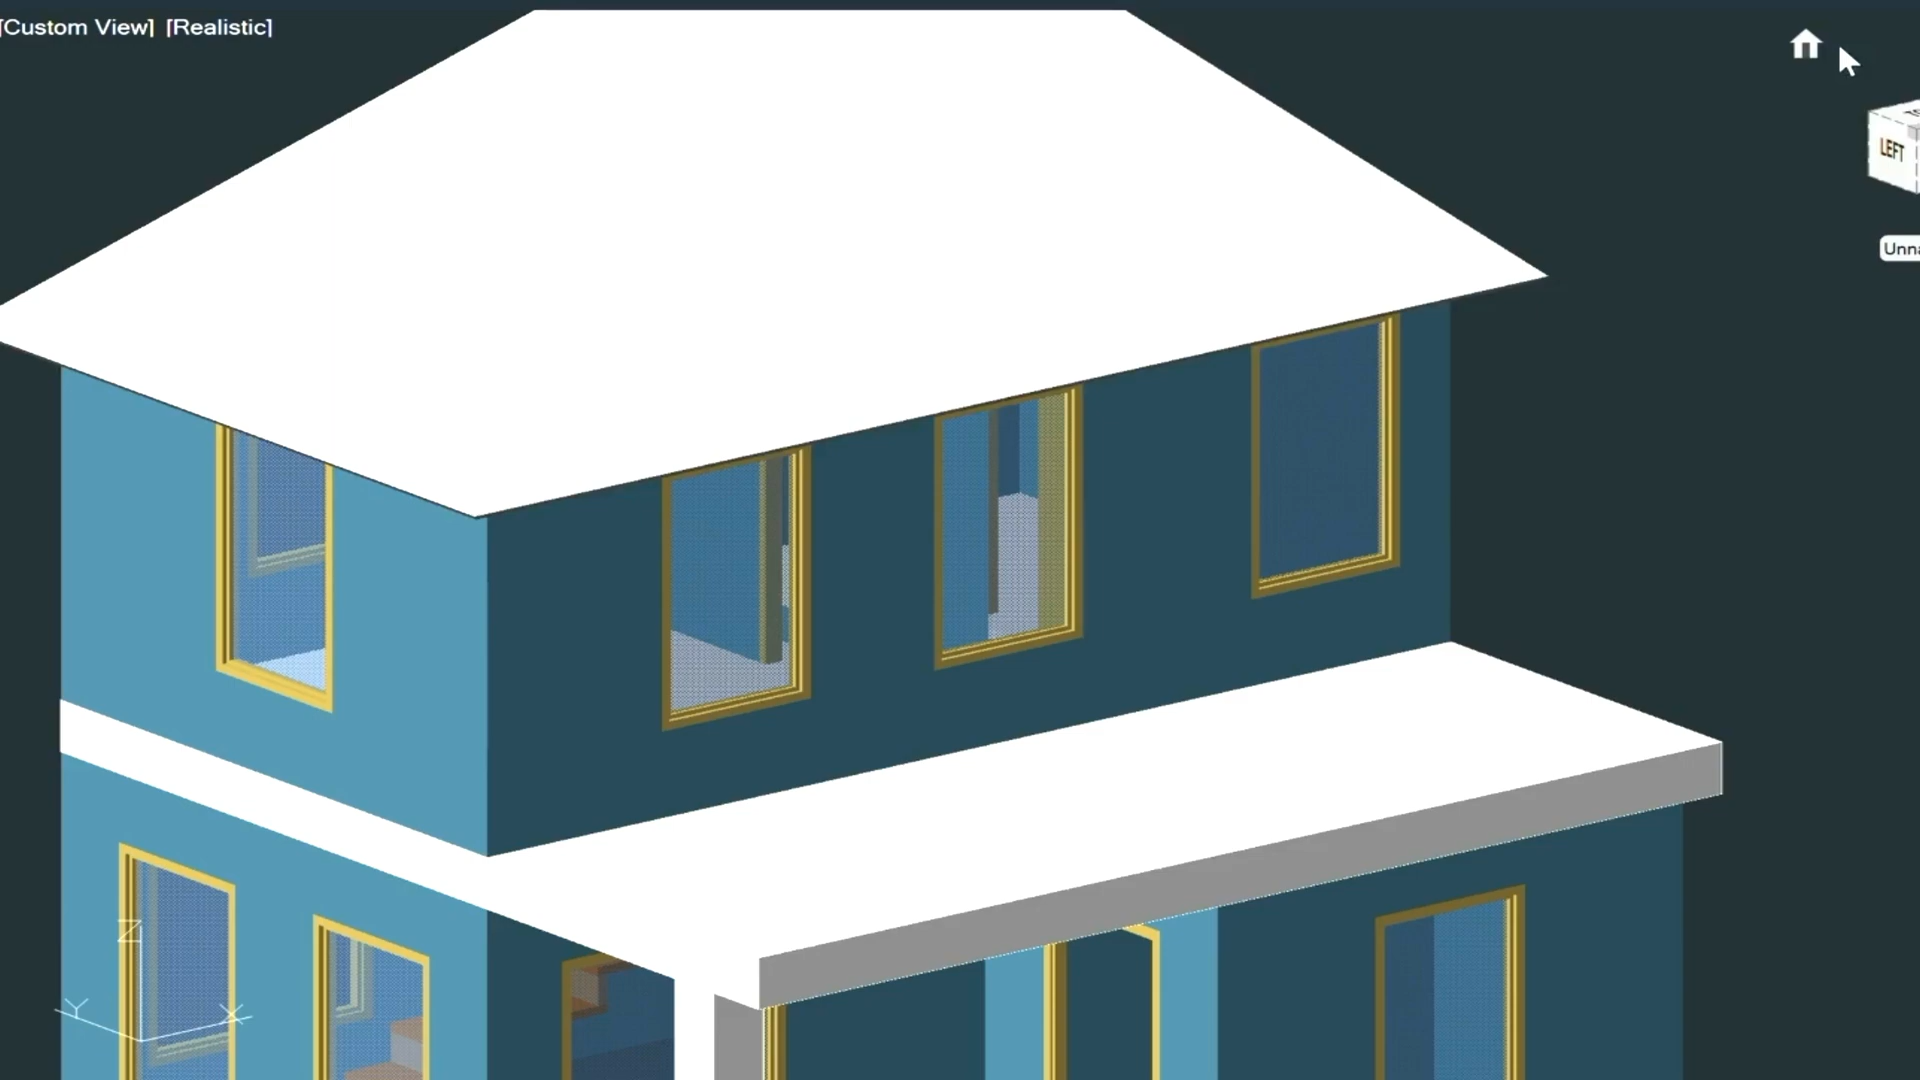 [Custom View] [Realistic]
LEFT
Unna
Z
Y
X